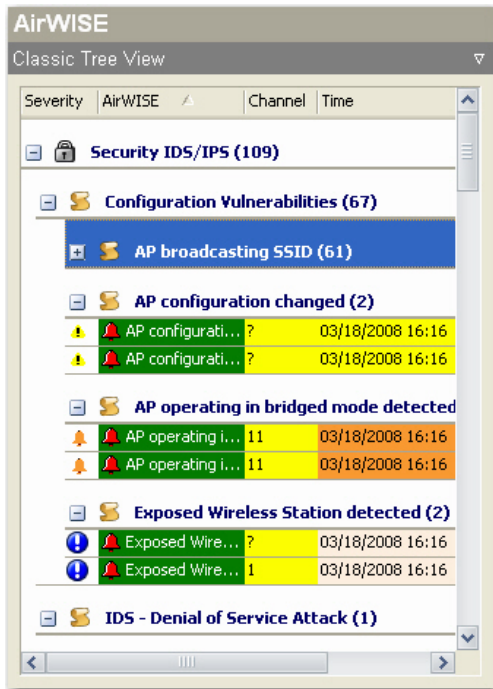 AirWISE
Classic Tree View
Severity AirWISE Channel Time
Security IDS/IPS (109)
Configuration Vulnerabilities (67)
AP broadcasting SSID (61)
AP configuration changed (2)
AP configurati... ? 03/18/2008 16:16
AP configurati... ? 03/18/2008 16:16
AP operating in bridged mode detected
AP operating i... 11 03/18/2008 16:16
AP operating i... 11 03/18/2008 16:16
Exposed Wireless Station detected (2)
Exposed Wire... ? 03/18/2008 16:16
Exposed Wire... 1 03/18/2008 16:16
IDS - Denial of Service Attack (1)